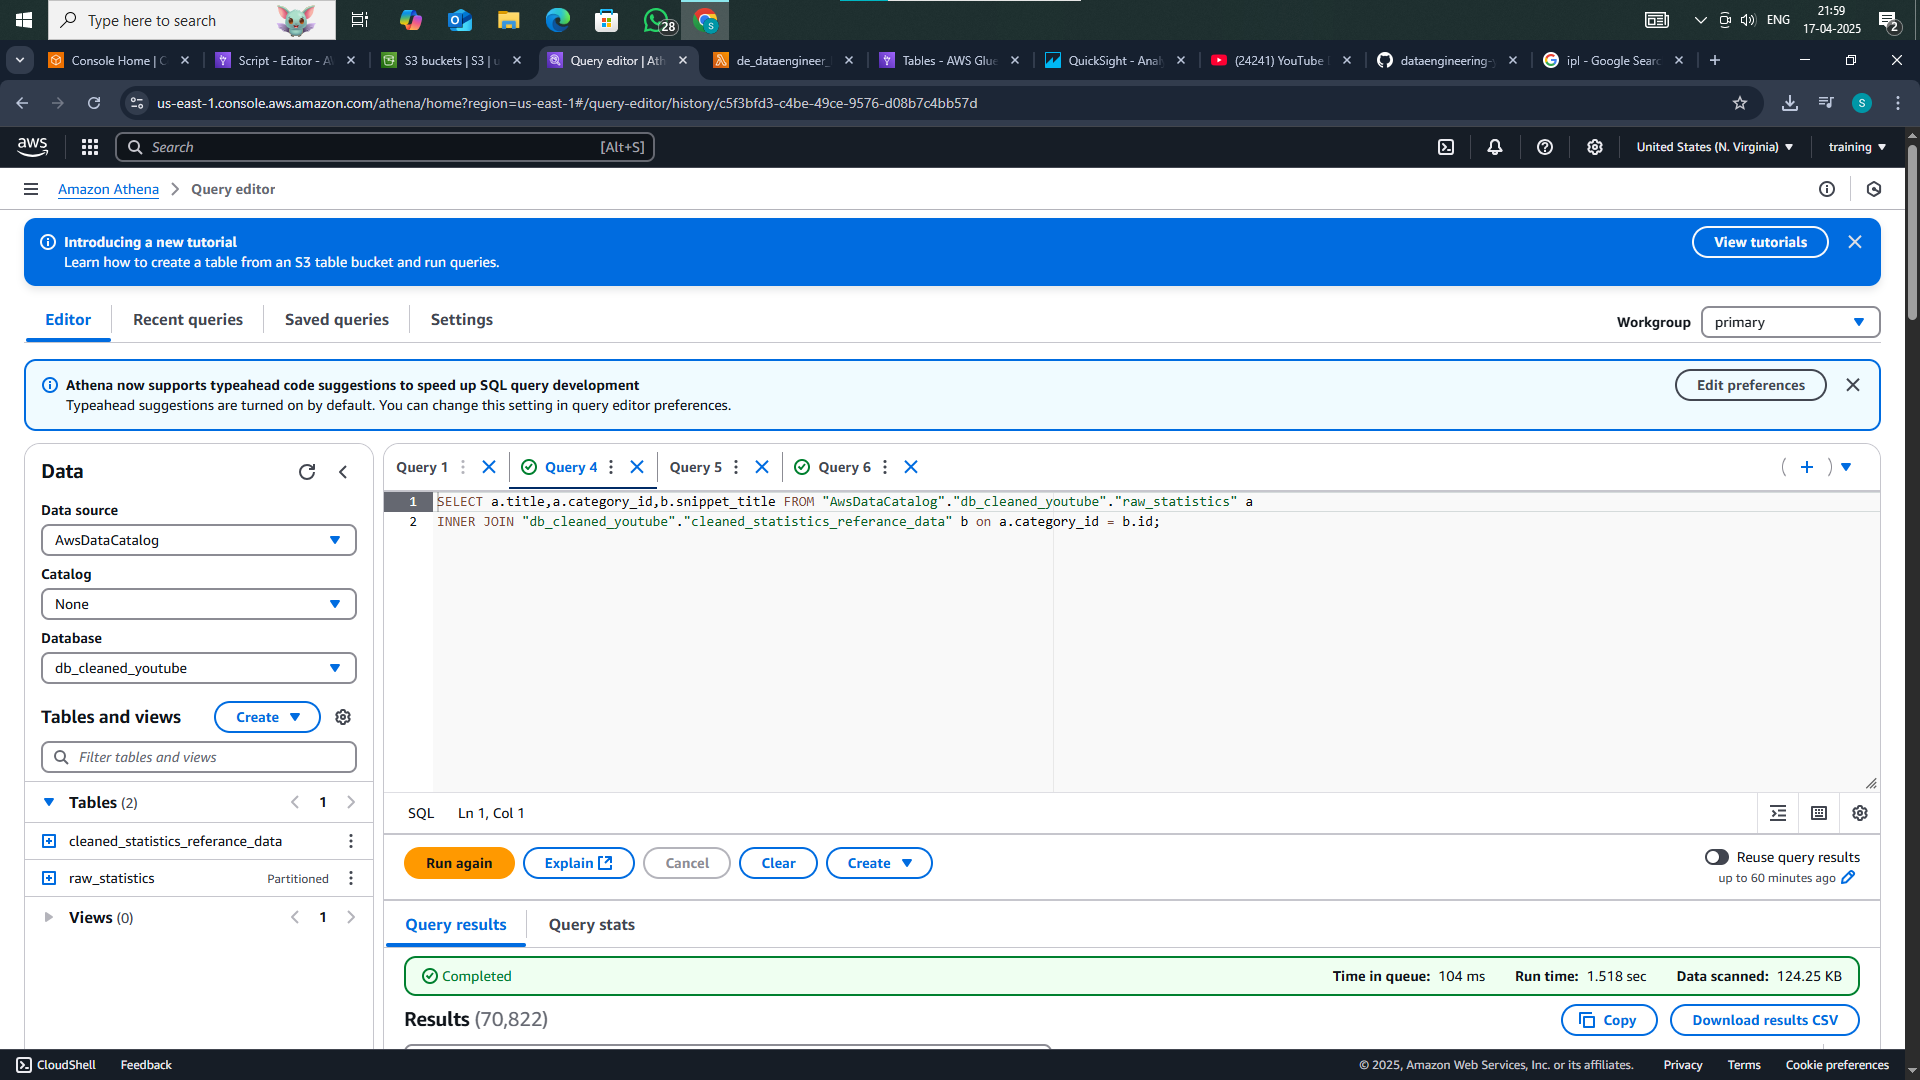 Type here to search
28
ENG
21:59
17-04-2025
2
Console Home | C
Script - Editor - A
S3 buckets | S3 | u
Query editor | Ath
de_dataengineer_
Tables - AWS Glue
QuickSight - Anal
(24241) YouTube
dataengineering-
ipl - Google Searc
us-east-1.console.aws.amazon.com/athena/home?region=us-east-1#/query-editor/history/c5f3bfd3-c4be-49ce-9576-d08b7c4bb57d
S
aws
Search
[Alt+S]
United States (N. Virginia)
training
Amazon Athena
Query editor
Introducing a new tutorial
Learn how to create a table from an S3 table bucket and run queries.
View tutorials
Editor
Recent queries
Saved queries
Settings
Workgroup
primary
Athena now supports typeahead code suggestions to speed up SQL query development
Typeahead suggestions are turned on by default. You can change this setting in query editor preferences.
Edit preferences
Data
Data source
AwsDataCatalog
Catalog
None
Database
db_cleaned_youtube
Tables and views
Create
Filter tables and views
Tables (2)
1
cleaned_statistics_referance_data
raw_statistics
Partitioned
Views (0)
1
Query 1
Query 4
Query 5
Query 6
1 SELECT a.title,a.category_id,b.snippet_title FROM "AwsDataCatalog"."db_cleaned_youtube"."raw_statistics" a
2 INNER JOIN "db_cleaned_youtube"."cleaned_statistics_referance_data" b on a.category_id = b.id;
SQL
Ln 1, Col 1
Run again
Explain
Cancel
Clear
Create
Reuse query results
up to 60 minutes ago
Query results
Query stats
Completed
Time in queue: 104 ms
Run time: 1.518 sec
Data scanned: 124.25 KB
Results (70,822)
Copy
Download results CSV
CloudShell
Feedback
© 2025, Amazon Web Services, Inc. or its affiliates.
Privacy
Terms
Cookie preferences